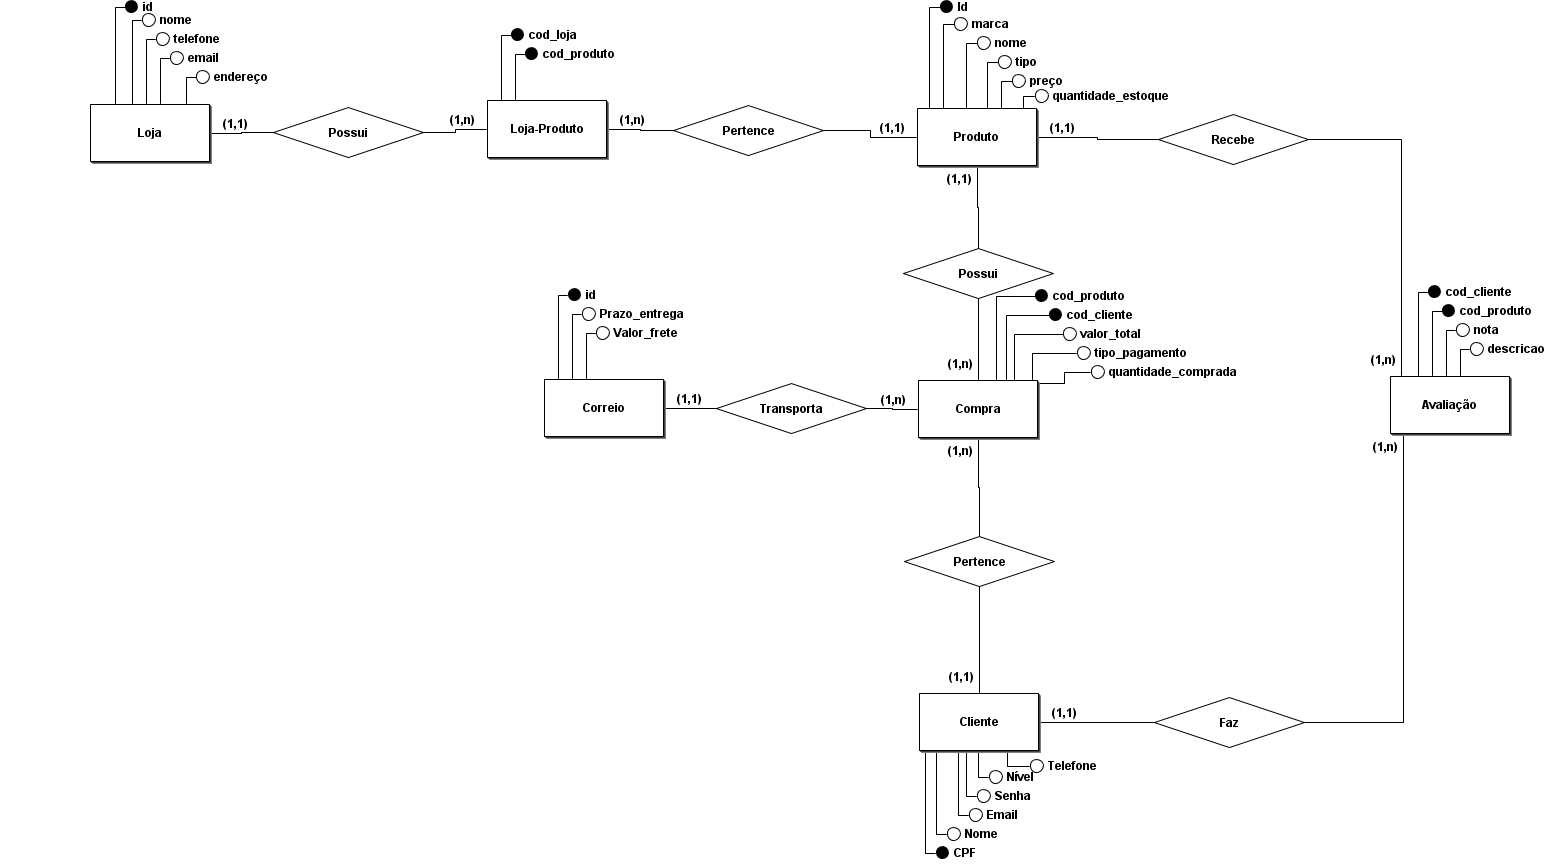 id
nome
telefone
email
endereço
Loja
(1,1)
Possui
(1,n)
cod_loja
cod_produto
Loja-Produto
(1,n)
Pertence
(1,1)
Id
marca
nome
tipo
preço
quantidade_estoque
Produto
(1,1)
Recebe
(1,1)
Possui
(1,n)
cod_produto
cod_cliente
valor_total
tipo_pagamento
quantidade_comprada
id
Prazo_entrega
Valor_frete
Correio
(1,1)
Transporta
(1,n)
Compra
(1,n)
cod_cliente
cod_produto
nota
descricao
(1,n)
Avaliação
(1,n)
Pertence
(1,1)
Cliente
(1,1)
Faz
Telefone
Nível
Senha
Email
Nome
CPF